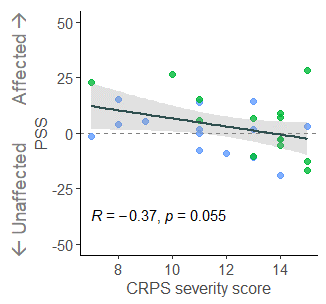 ← Unaffected    Affected →
PSS
50
25
0
-25
-50
R = −0.37, p = 0.055
8 10 12 14
CRPS severity score